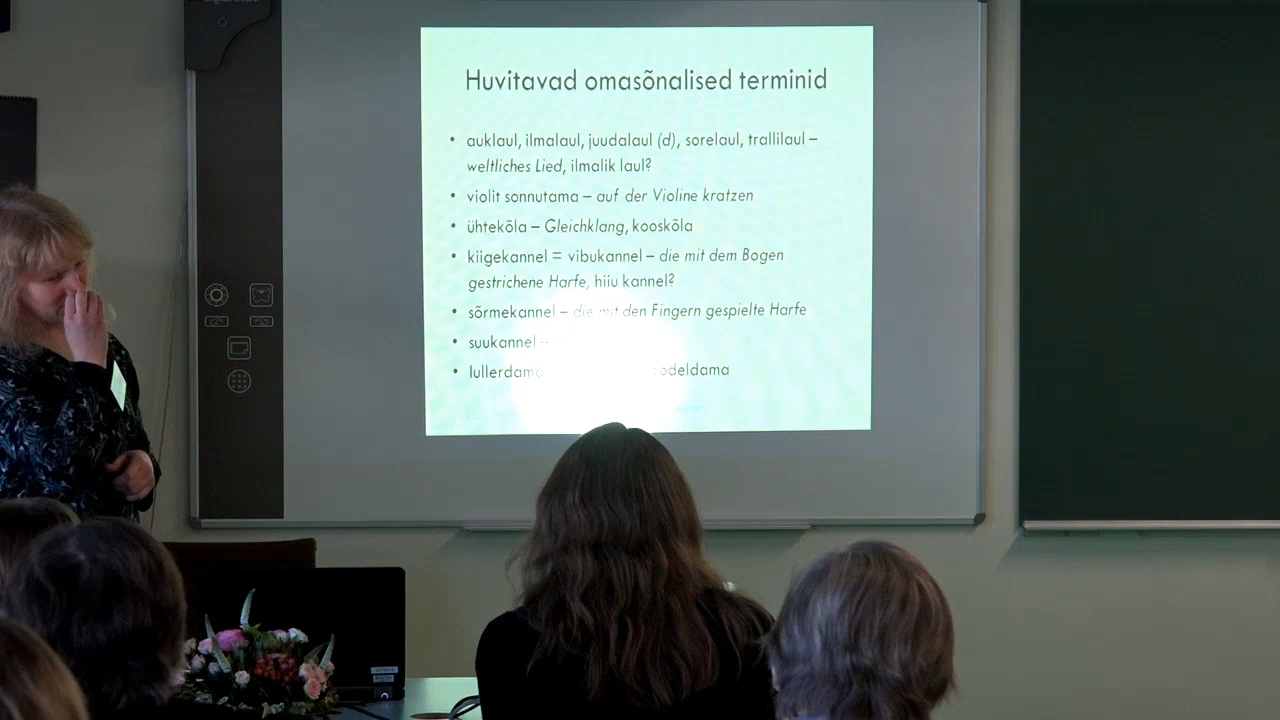 Huvitavad omasõnalised terminid
• auklaul, ilmalaul, juudalaul (d), sorelaul, trallilaul –
weltliches Lied, ilmalik laul?
• violit sonnutama – auf der Violine kratzen
• ühtekõla – Gleichklang, kooskõla
• kiigekannel = vibukannel – die mit dem Bogen
gestrichene Harfe, hiiu kannel?
• sõrmekannel – die mit den Fingern gespielte Harfe
• suukannel –
• lullerdama